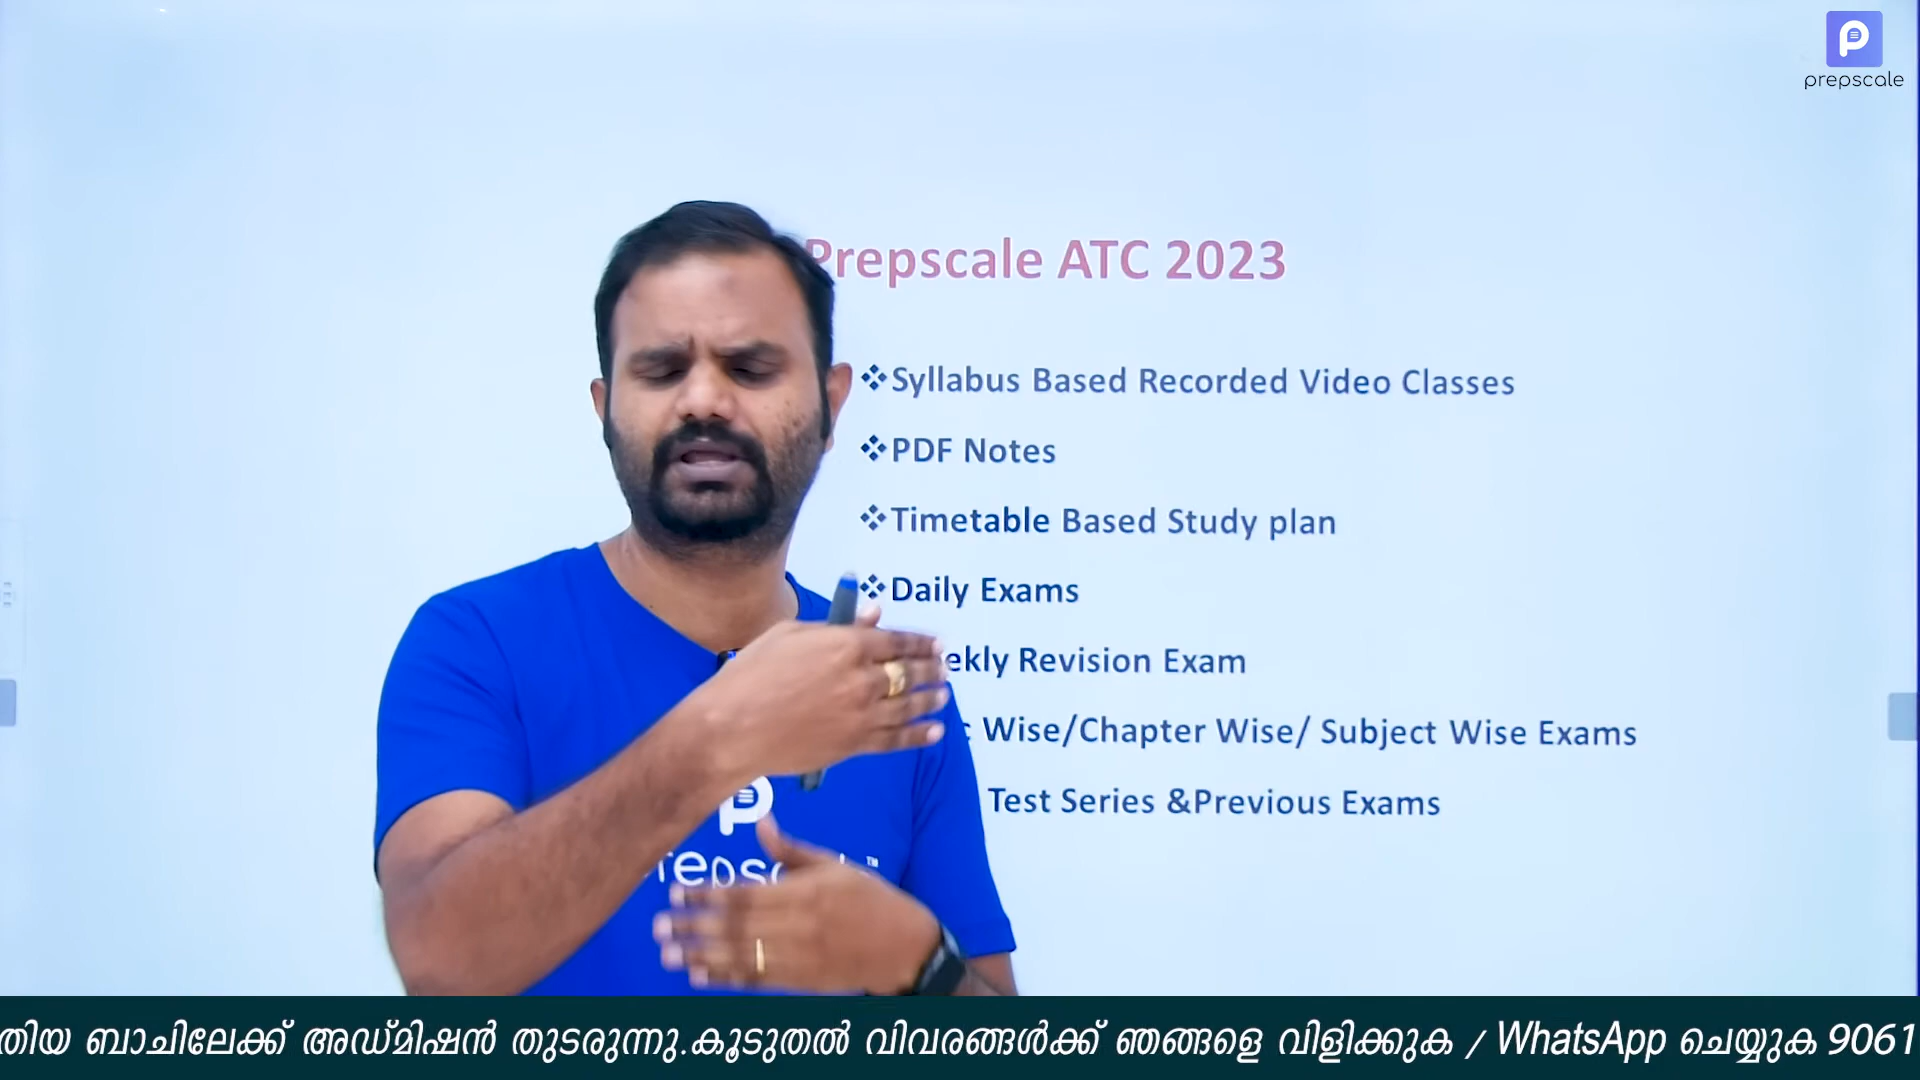 prepscale
Prepscale ATC 2023
❖Syllabus Based Recorded Video Classes
❖PDF Notes
❖Timetable Based Study plan
❖Daily Exams
Revision Exam
Wise/Chapter Wise/ Subject Wise Exams
Test Series &Previous Exams
ബാചിലേക്ക് അഡ്മിഷൻ തുടരുന്നു.കൂടുതൽ വിവരങ്ങൾക്ക് ഞങ്ങളെ വിളിക്കുക / WhatsApp ചെയ്യുക 9061